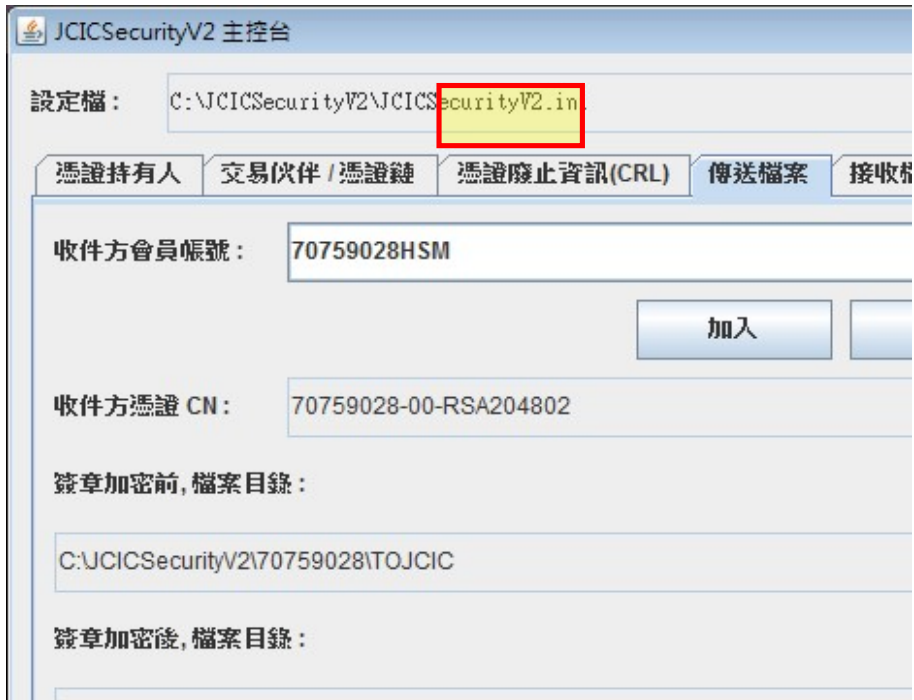 JCICSecurityV2 主控台
設定檔： C:\JCICSecurityV2\JCICSecurityV2.in
憑證持有人 交易伙伴 / 憑證鏈 憑證廢止資訊(CRL) 傳送檔案 接收檔
收件方會員帳號： 70759028HSM
加入
收件方憑證 CN： 70759028-00-RSA204802
簽章加密前, 檔案目錄：
C:\JCICSecurityV2\70759028\TOJCIC
簽章加密後, 檔案目錄：